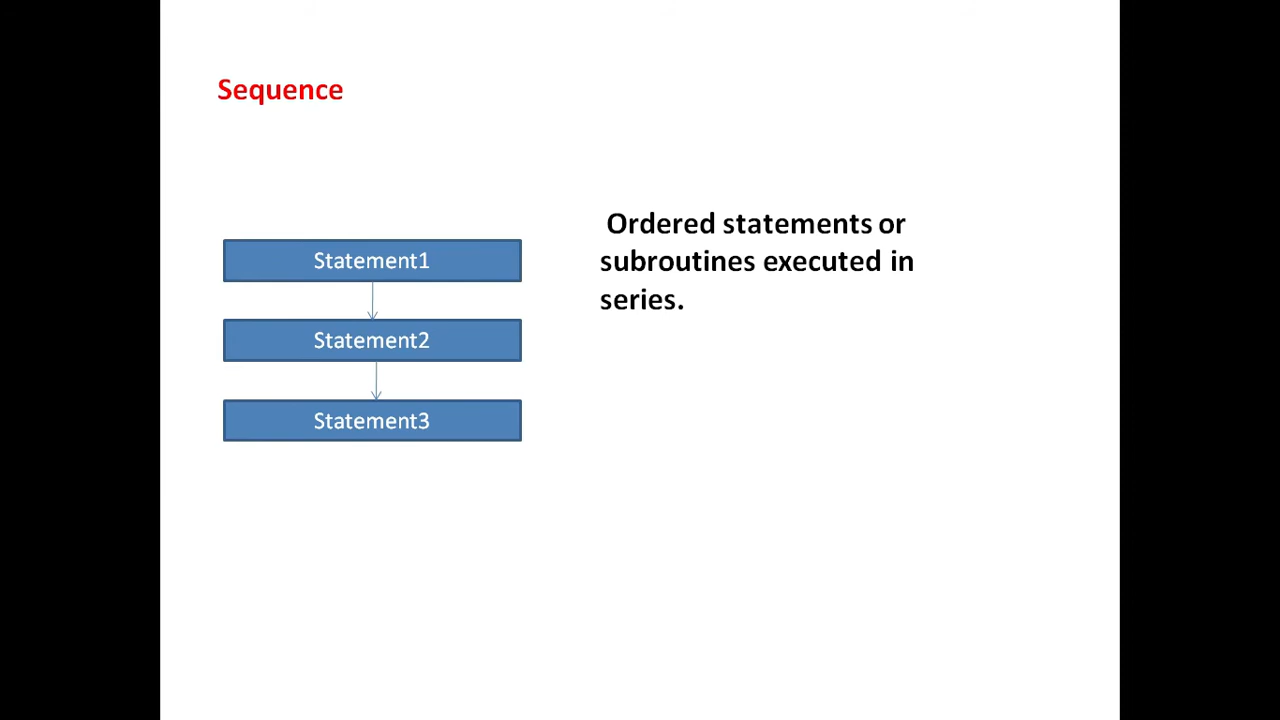 Sequence
Statement1
Statement2
Statement3
Ordered statements or
subroutines executed in
series.